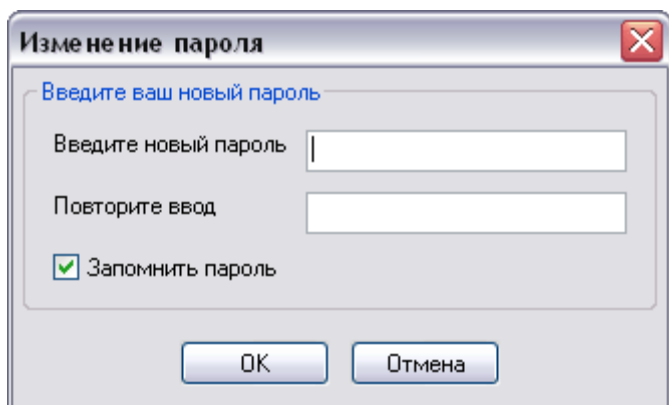 Изменение пароля
Введите ваш новый пароль
Введите новый пароль
Повторите ввод
Запомнить пароль
OK Отмена